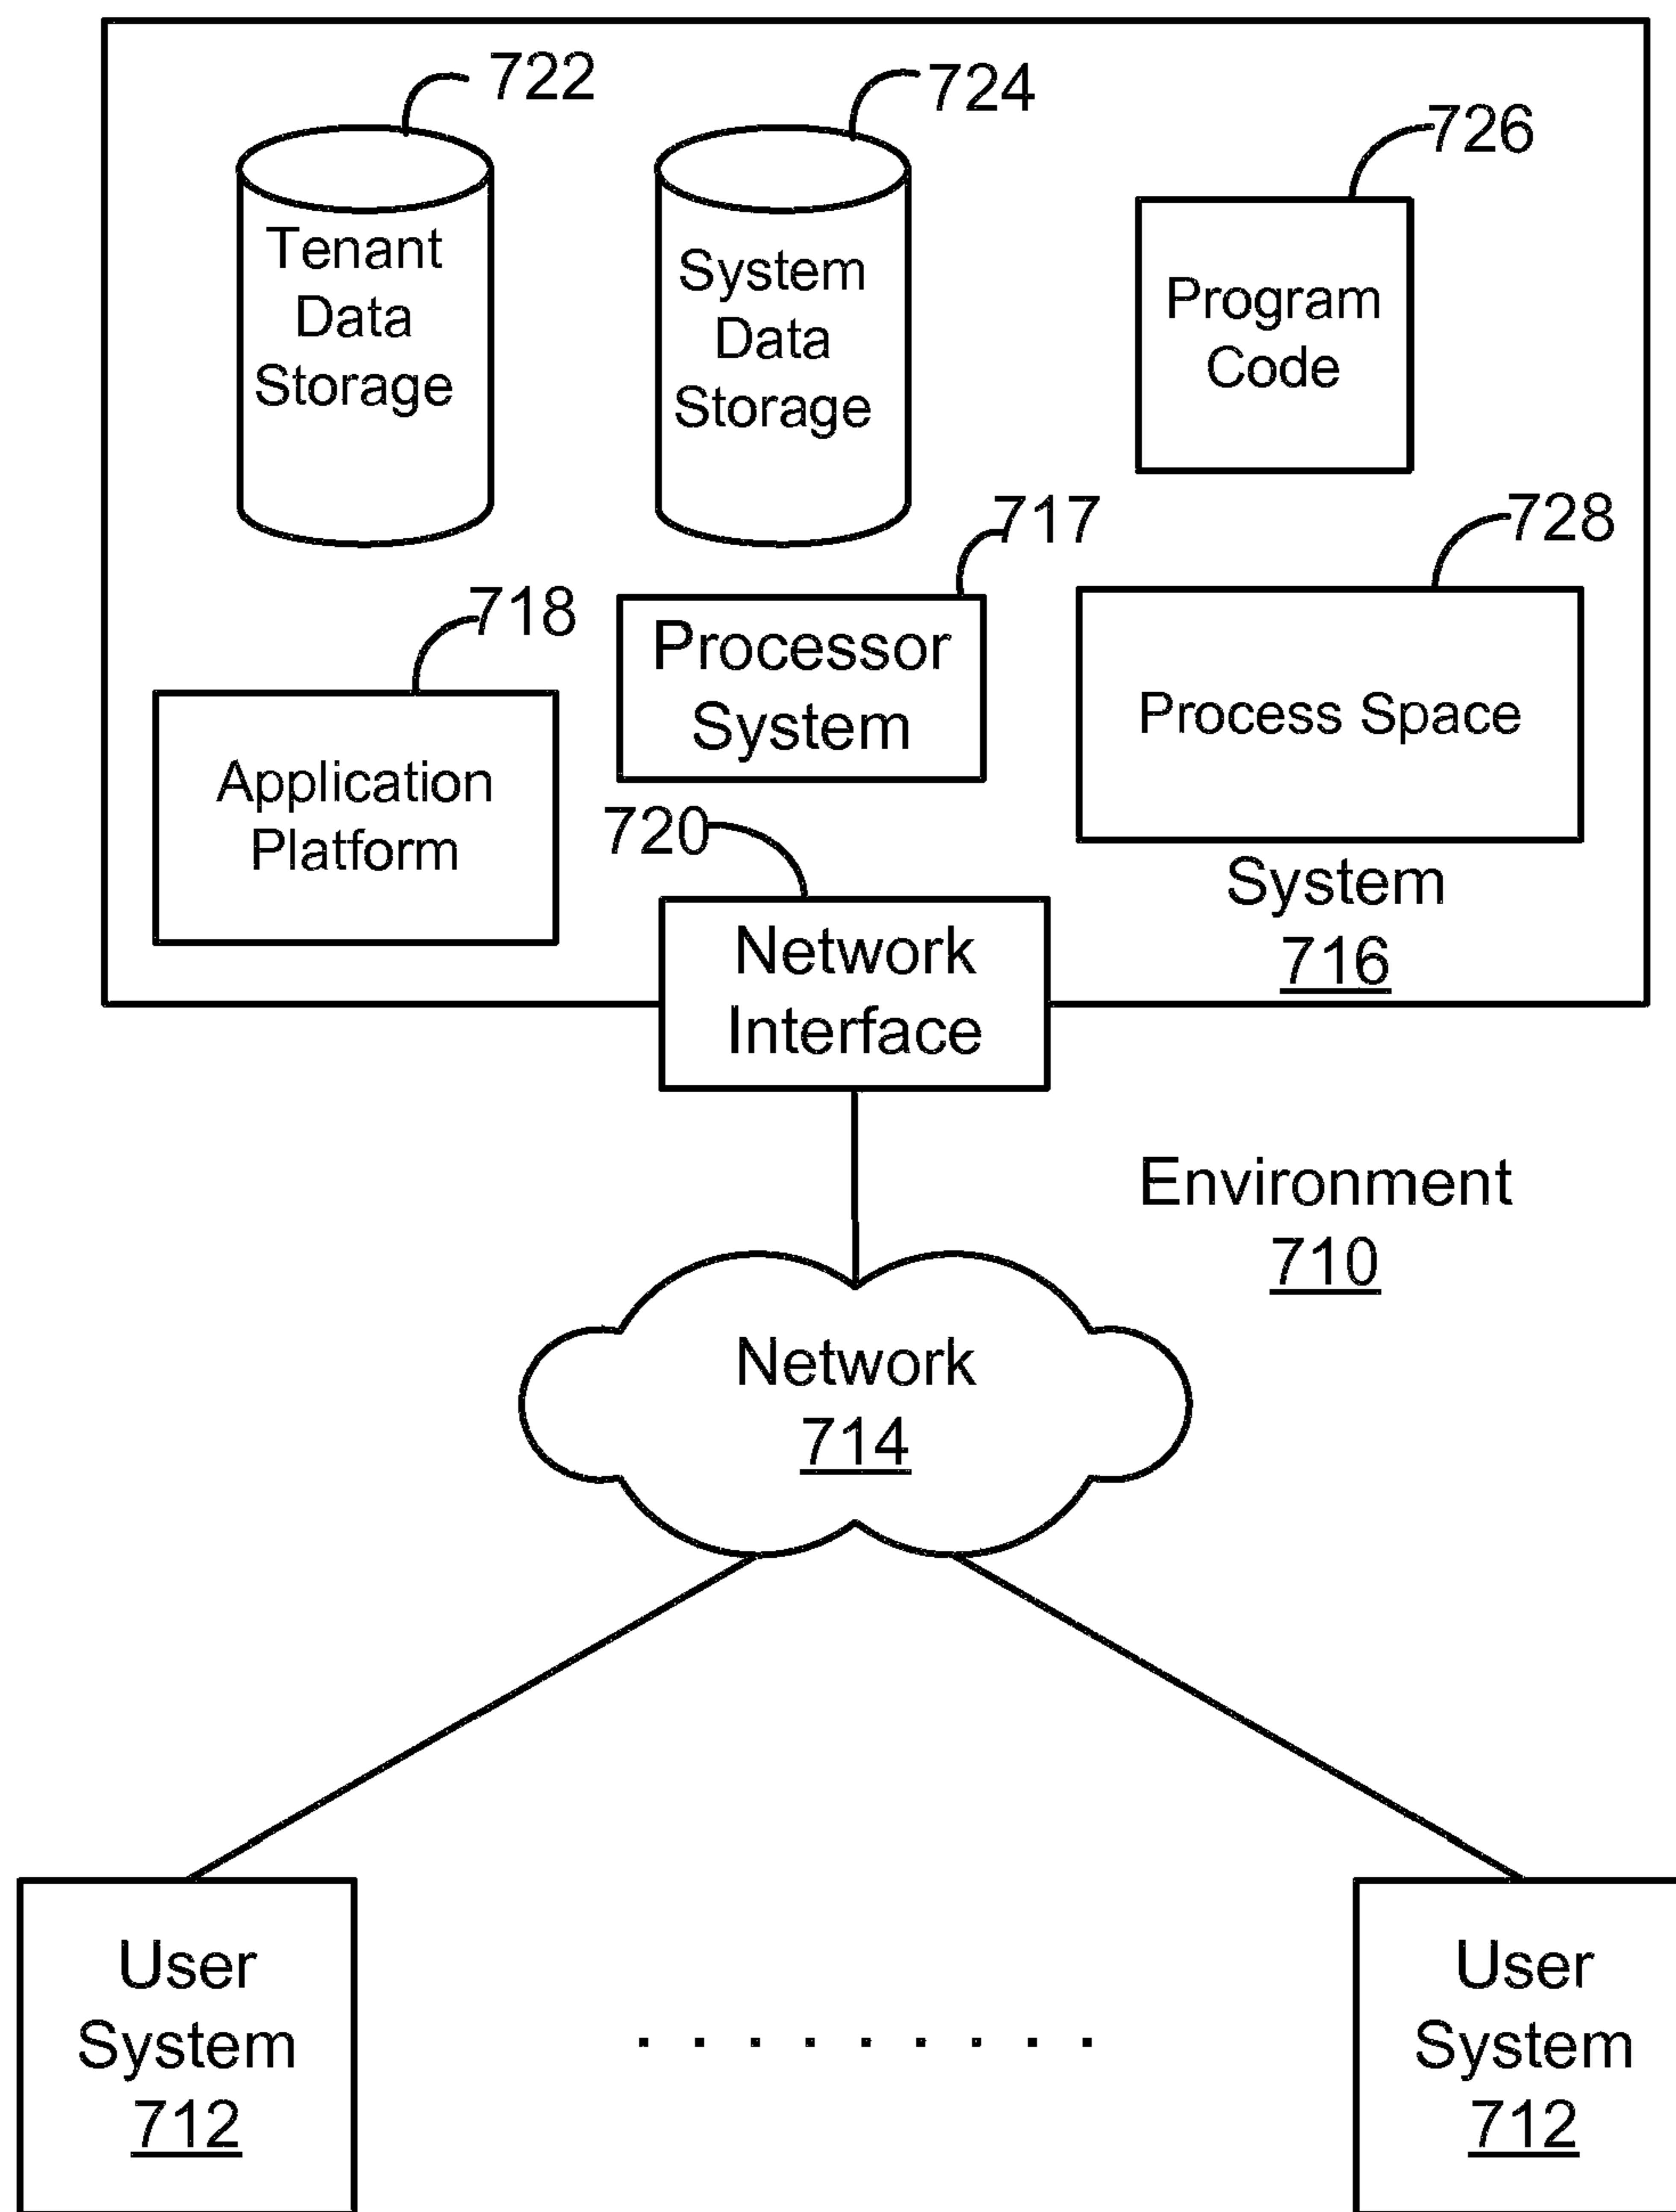 722
724
726
Tenant
Data
Storage
System
Data
Storage
Program
Code
717
728
718
Processor
System
Process Space
Application
Platform
720
System
716
Network
Interface
Environment
710
Network
714
User
System
712
. . . . . . . . .
User
System
712